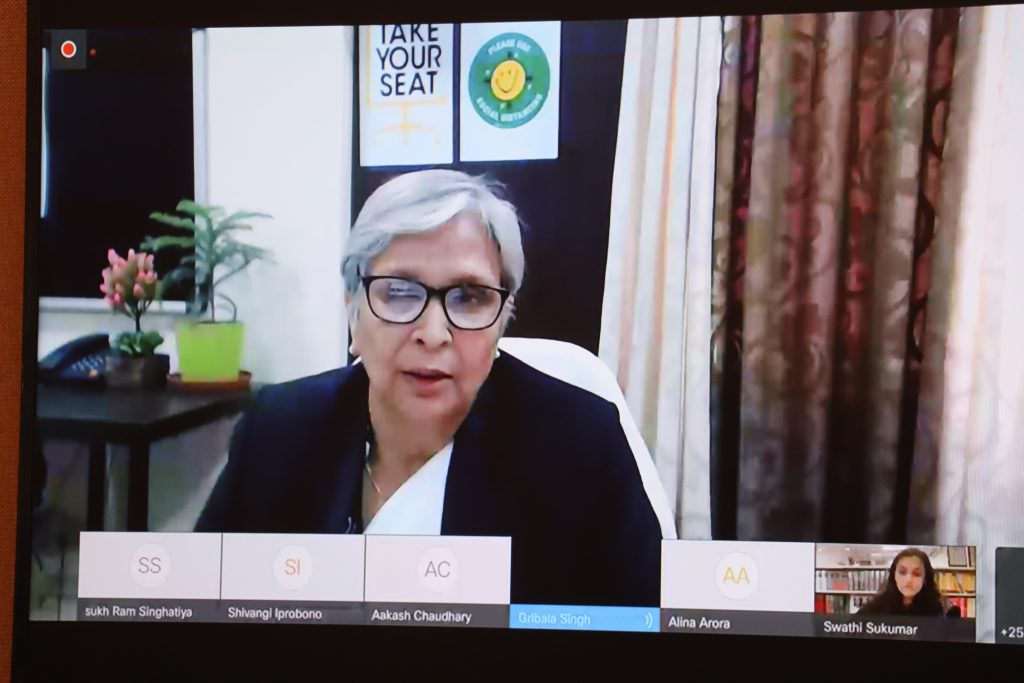 TAKE
YOUR
SEAT
PLEASE USE
SOCIAL DISTANCING
SS
sukh Ram Singhatiya
SI
Shivangi Iprobono
AC
Aakash Chaudhary
Gribala Singh
AA
Alina Arora
Swathi Sukumar
+25